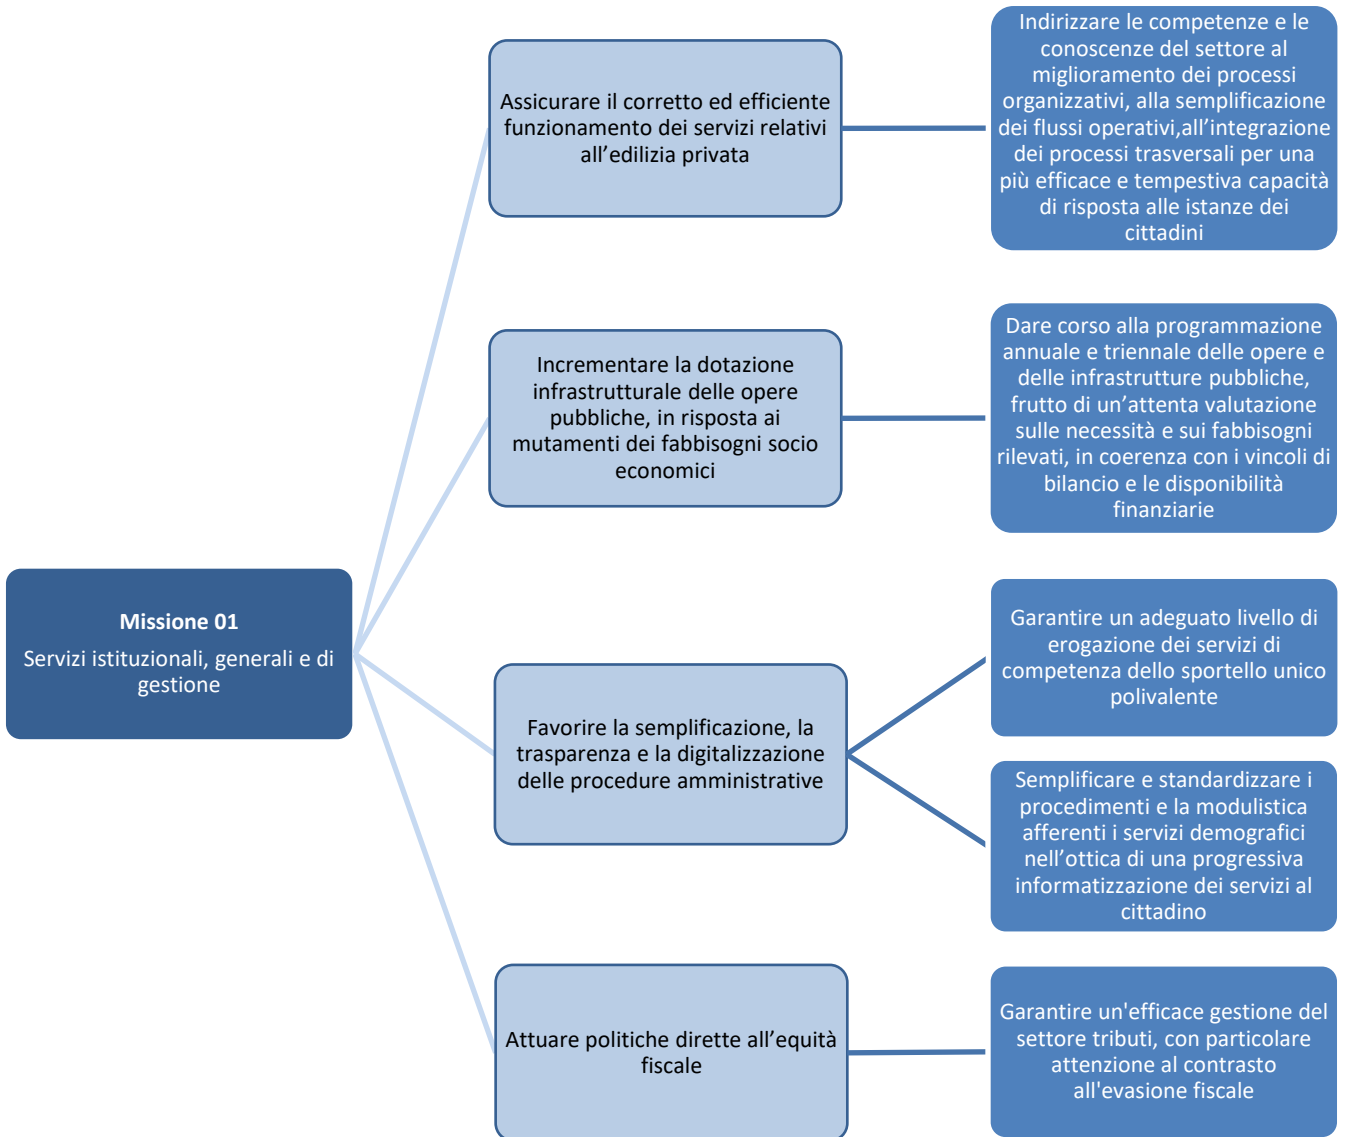 Missione 01
Servizi istituzionali, generali e di
gestione
Assicurare il corretto ed efficiente
funzionamento dei servizi relativi
all’edilizia privata
Indirizzare le competenze e le
conoscenze del settore al
miglioramento dei processi
organizzativi, alla semplificazione
dei flussi operativi,all’integrazione
dei processi trasversali per una
più efficace e tempestiva capacità
di risposta alle istanze dei
cittadini
Incrementare la dotazione
infrastrutturale delle opere
pubbliche, in risposta ai
mutamenti dei fabbisogni socio
economici
Dare corso alla programmazione
annuale e triennale delle opere e
delle infrastrutture pubbliche,
frutto di un’attenta valutazione
sulle necessità e sui fabbisogni
rilevati, in coerenza con i vincoli di
bilancio e le disponibilità
finanziarie
Favorire la semplificazione, la
trasparenza e la digitalizzazione
delle procedure amministrative
Garantire un adeguato livello di
erogazione dei servizi di
competenza dello sportello unico
polivalente
Semplificare e standardizzare i
procedimenti e la modulistica
afferenti i servizi demografici
nell’ottica di una progressiva
informatizzazione dei servizi al
cittadino
Attuare politiche dirette all’equità
fiscale
Garantire un'efficace gestione del
settore tributi, con particolare
attenzione al contrasto
all'evasione fiscale